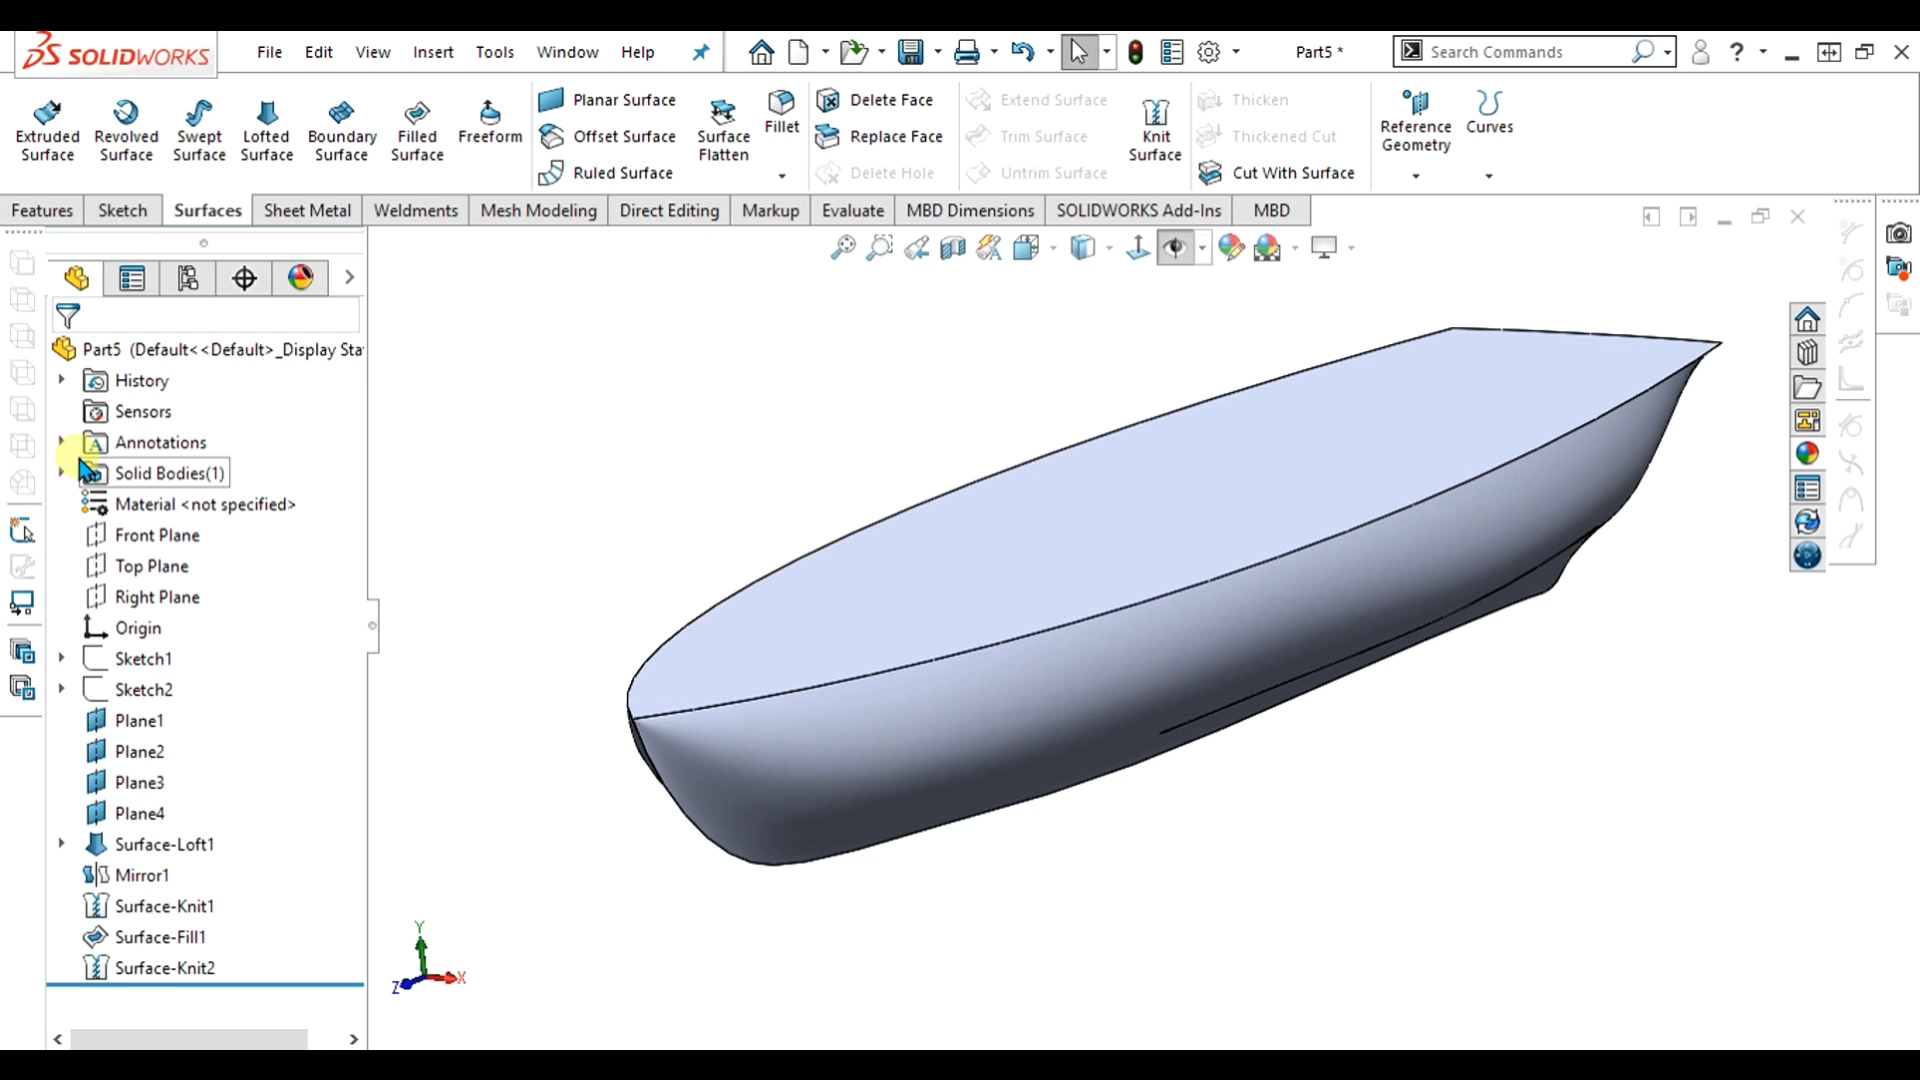 SOLIDWORKS File Edit View Insert Tools Window Help Part5 * Search Commands ?
Extruded Surface
Revolved Surface
Swept Surface
Lofted Surface
Boundary Surface
Filled Surface
Freeform
Planar Surface
Offset Surface
Ruled Surface
Surface Flatten
Fillet
Delete Face
Replace Face
Delete Hole
Extend Surface
Trim Surface
Untrim Surface
Knit Surface
Thicken
Thickened Cut
Cut With Surface
Reference Geometry
Curves
Features Sketch Surfaces Sheet Metal Weldments Mesh Modeling Direct Editing Markup Evaluate MBD Dimensions SOLIDWORKS Add-Ins MBD
Part5 (Default<<Default>_Display Sta
History
Sensors
A Annotations
Solid Bodies(1)
Material <not specified>
Front Plane
Top Plane
Right Plane
Origin
Sketch1
Sketch2
Plane1
Plane2
Plane3
Plane4
Surface-Loft1
Mirror1
Surface-Knit1
Surface-Fill1
Surface-Knit2
Y
X
Z